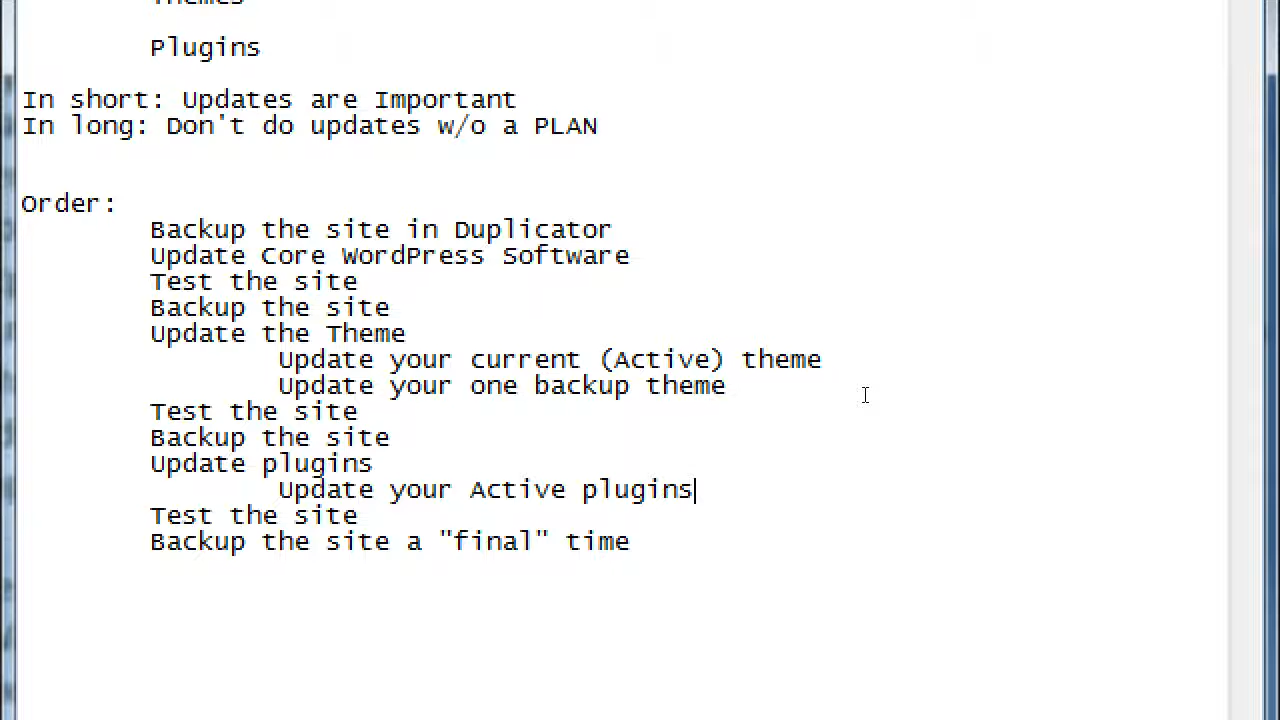 Themes
Plugins
In short: Updates are Important
In long: Don't do updates w/o a PLAN
Order:
Backup the site in Duplicator
Update Core WordPress Software
Test the site
Backup the site
Update the Theme
Update your current (Active) theme
Update your one backup theme
Test the site
Backup the site
Update plugins
Update your Active plugins
Test the site
Backup the site a "final" time